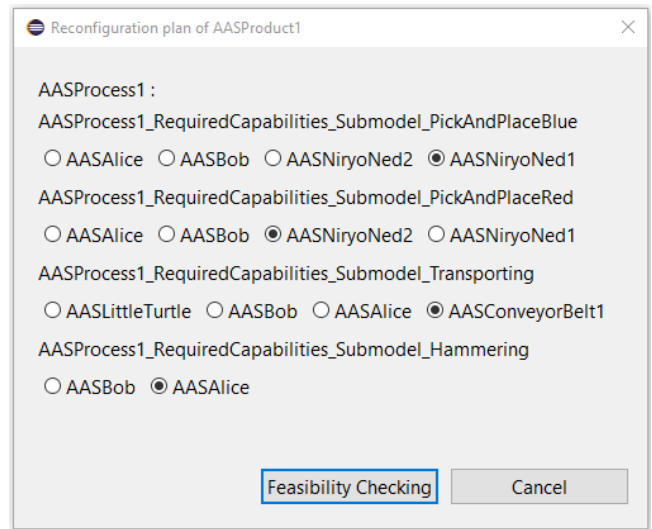 Reconfiguration plan of AASProduct1
AASProcess1 :
AASProcess1_RequiredCapabilities_Submodel_PickAndPlaceBlue
AASAlice AASBob AASNiryoNed2 AASNiryoNed1
AASProcess1_RequiredCapabilities_Submodel_PickAndPlaceRed
AASAlice AASBob AASNiryoNed2 AASNiryoNed1
AASProcess1_RequiredCapabilities_Submodel_Transporting
AASLittleTurtle AASBob AASAlice AASConveyorBelt1
AASProcess1_RequiredCapabilities_Submodel_Hammering
AASBob AASAlice
Feasibility Checking Cancel